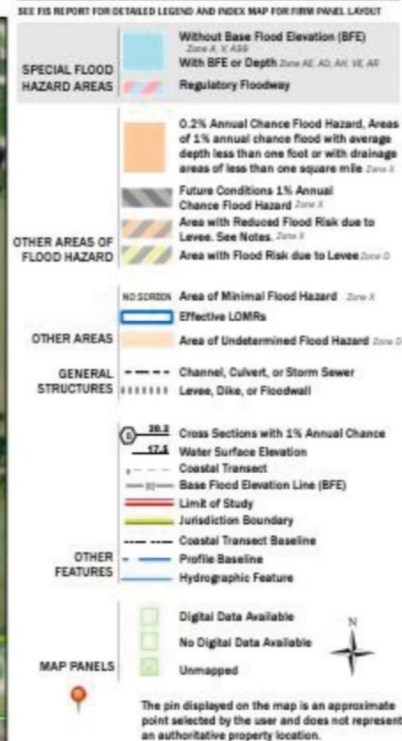 SEE FIS REPORT FOR DETAILED LEGEND AND INDEX MAP FOR FIRM PANEL LAYOUT
SPECIAL FLOOD
HAZARD AREAS
Without Base Flood Elevation (BFE)
Zone A, V, A99
With BFE or Depth Zone AE, AO, AH, VE, AR
Regulatory Floodway
OTHER AREAS OF
FLOOD HAZARD
0.2% Annual Chance Flood Hazard, Areas
of 1% annual chance flood with average
depth less than one foot or with drainage
areas of less than one square mile Zone X
Future Conditions 1% Annual
Chance Flood Hazard Zone X
Area with Reduced Flood Risk due to
Levee. See Notes. Zone X
Area with Flood Risk due to Levee Zone D
OTHER AREAS
NO SCREEN Area of Minimal Flood Hazard Zone X
Effective LOMRs
Area of Undetermined Flood Hazard Zone D
GENERAL
STRUCTURES
Channel, Culvert, or Storm Sewer
Levee, Dike, or Floodwall
OTHER
FEATURES
20.2 Cross Sections with 1% Annual Chance
17.5 Water Surface Elevation
Coastal Transect
Base Flood Elevation Line (BFE)
Limit of Study
Jurisdiction Boundary
Coastal Transect Baseline
Profile Baseline
Hydrographic Feature
MAP PANELS
Digital Data Available
No Digital Data Available
Unmapped
N
The pin displayed on the map is an approximate
point selected by the user and does not represent
an authoritative property location.